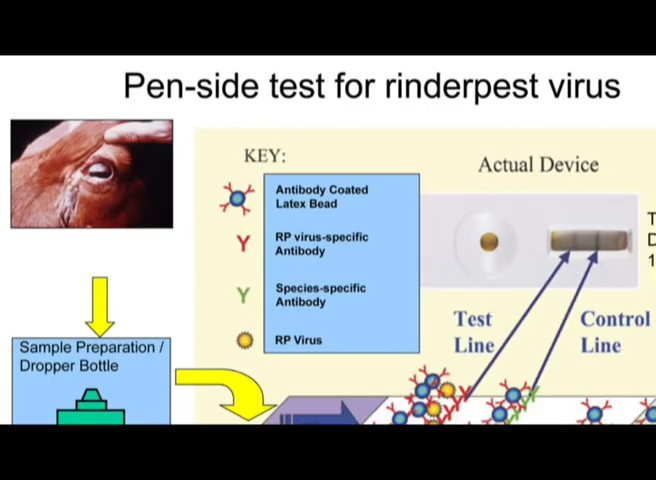 Pen-side test for rinderpest virus
KEY:
Antibody Coated
Latex Bead
RP virus-specific
Antibody
Species-specific
Antibody
RP Virus
Actual Device
T
D
1
Test
Line
Control
Line
Sample Preparation /
Dropper Bottle